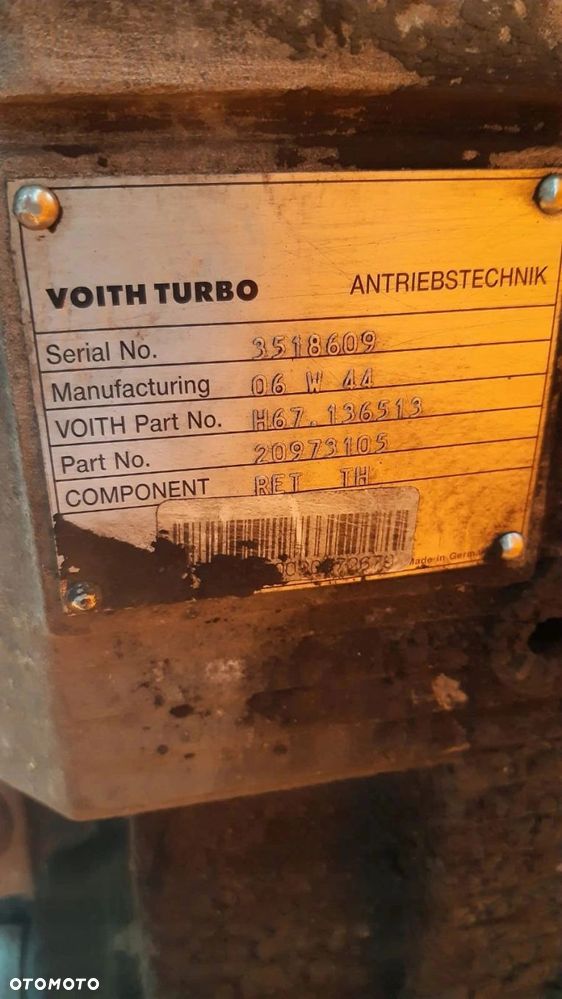 VOITH TURBO ANTRIEBSTECHNIK
Serial No. 3518609
Manufacturing 06 W 44
VOITH Part No. H67.136513
Part No. 20973105
COMPONENT RET TH
Made in
OTOMOTO